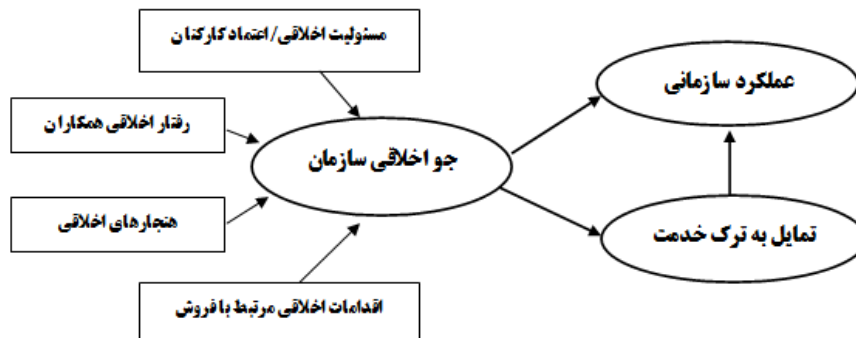 مسئولیت اخلاقی/ اعتماد کارکنان
عملکرد سازمانی
رفتار اخلاقی همکاران
جو اخلاقی سازمان
هنجارهای اخلاقی
تمایل به ترک خدمت
اقدامات اخلاقی مرتبط با فروش